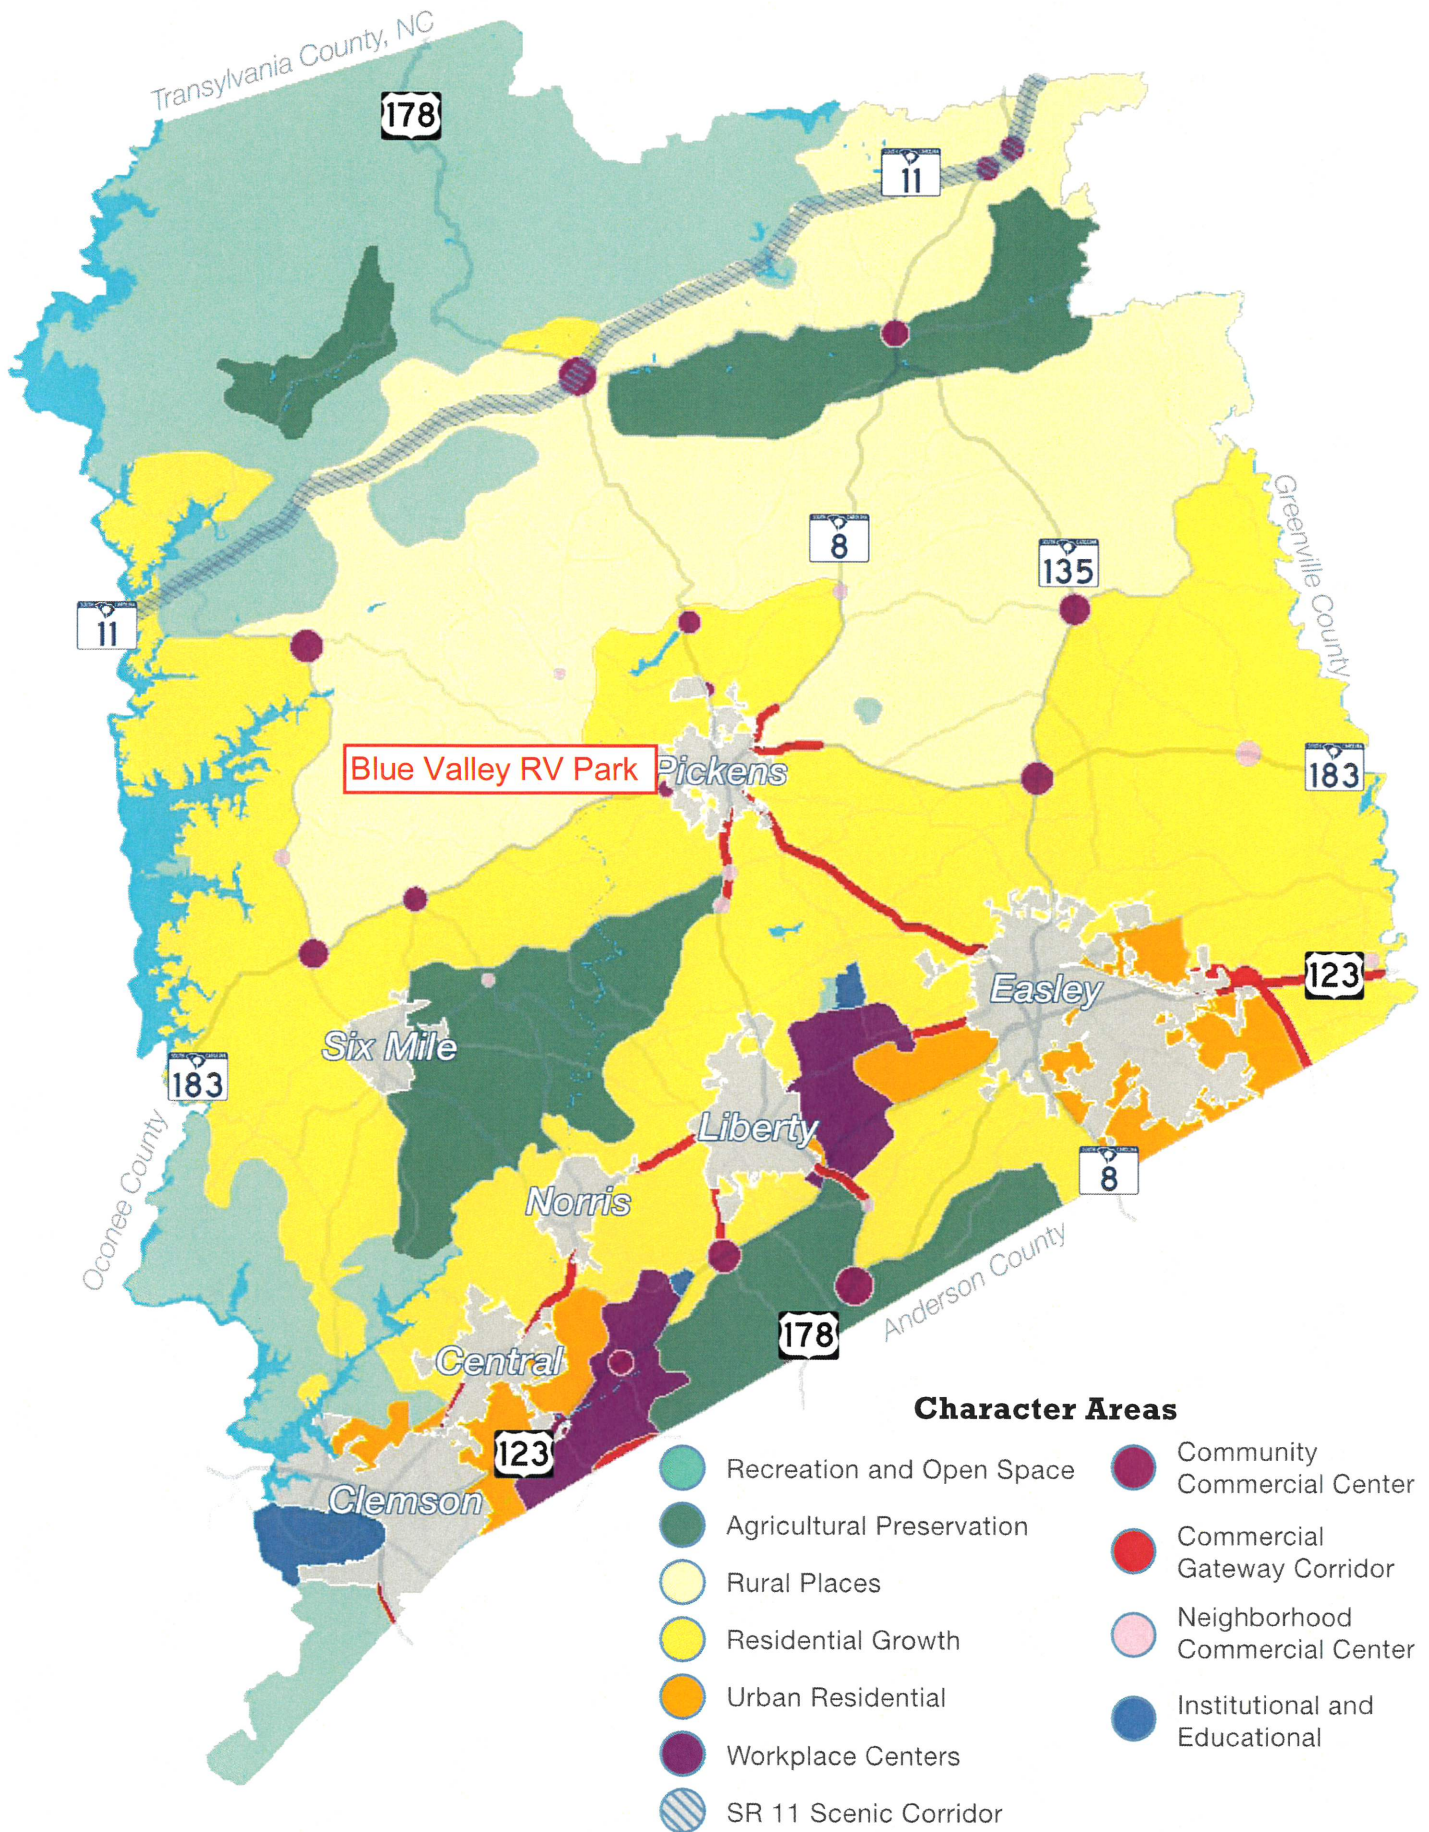 Transylvania County, NC
178
11
8
135
Greenville County
11
Blue Valley RV Park
Pickens
183
Easley
123
Six Mile
183
Liberty
Oconee County
8
Norris
Anderson County
178
Central
123
Clemson
Character Areas
Recreation and Open Space
Agricultural Preservation
Rural Places
Residential Growth
Urban Residential
Workplace Centers
SR 11 Scenic Corridor
Community
Commercial Center
Commercial
Gateway Corridor
Neighborhood
Commercial Center
Institutional and
Educational